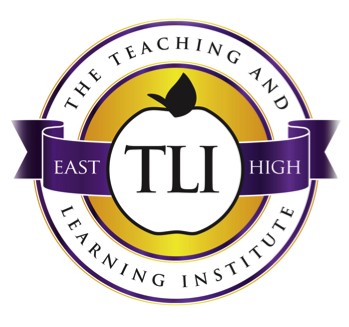 THE TEACHING AND
EAST TLI HIGH
LEARNING INSTITUTE